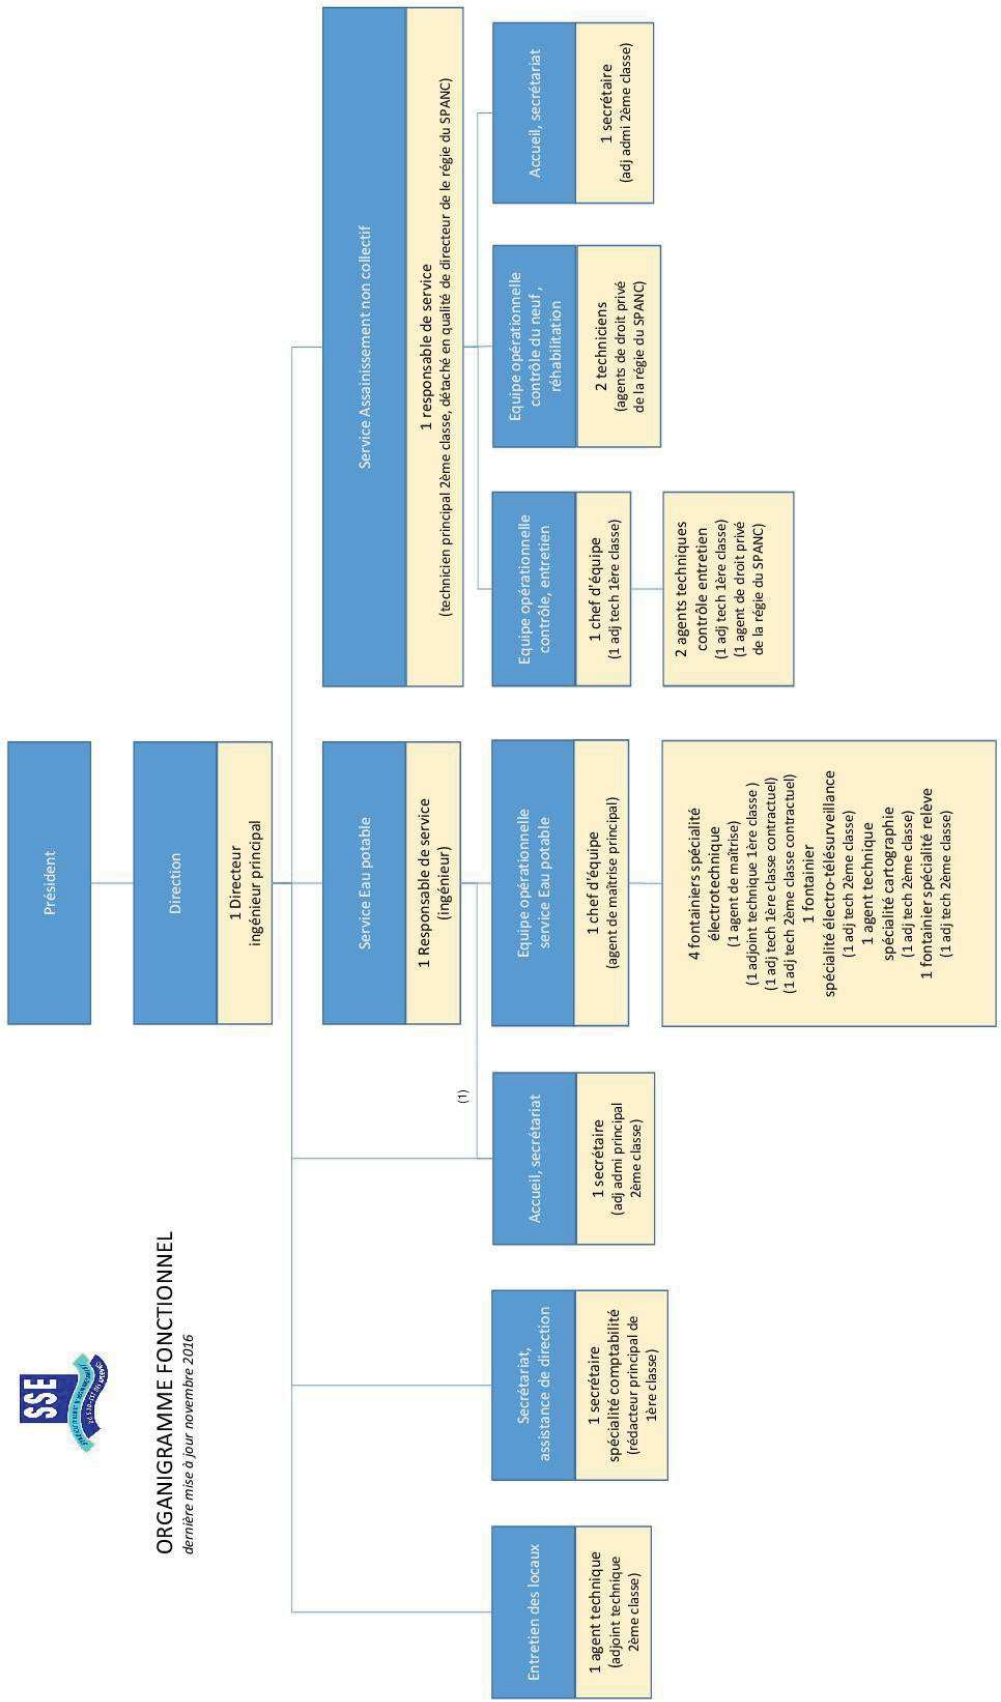 SSE
ORGANIGRAMME FONCTIONNEL
dernière mise à jour novembre 2016
Président
Direction
1 Directeur
ingénieur principal
Entretien des locaux
1 agent technique
(adjoint technique
2ème classe)
Secrétariat,
assistance de direction
1 secrétaire
spécialité comptabilité
(rédacteur principal de
1ère classe)
Accueil, secrétariat
1 secrétaire
(adj admi principal
2ème classe)
(1)
Service Eau potable
1 Responsable de service
(ingénieur)
Equipe opérationnelle
service Eau potable
1 chef d'équipe
(agent de maîtrise principal)
4 fontainiers spécialité
électrotechnique
(1 agent de maîtrise)
(1 adjoint technique 1ère classe )
(1 adj tech 1ère classe contractuel)
(1 adj tech 2ème classe contractuel)
1 fontainier
spécialité électro-télésurveillance
(1 adj tech 2ème classe)
1 agent technique
spécialité cartographie
(1 adj tech 2ème classe)
1 fontainier spécialité relève
(1 adj tech 2ème classe)
Service Assainissement non collectif
1 responsable de service
(technicien principal 2ème classe, détaché en qualité de directeur de le régie du SPANC)
Equipe opérationnelle
contrôle, entretien
1 chef d'équipe
(1 adj tech 1ère classe)
2 agents techniques
contrôle entretien
(1 adj tech 1ère classe)
(1 agent de droit privé
de la régie du SPANC)
Equipe opérationnelle
contrôle du neuf ,
réhabilitation
2 techniciens
(agents de droit privé
de la régie du SPANC)
Accueil, secrétariat
1 secrétaire
(adj admi 2ème classe)